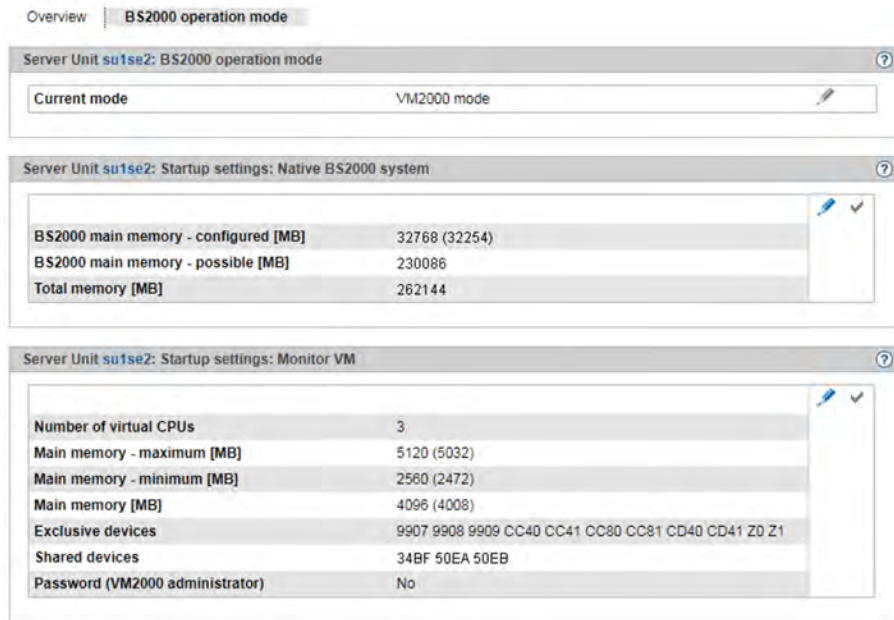 Overview BS2000 operation mode
Server Unit su1se2: BS2000 operation mode
Current mode VM2000 mode
Server Unit su1se2: Startup settings: Native BS2000 system
BS2000 main memory - configured [MB] 32768 (32254)
BS2000 main memory - possible [MB] 230086
Total memory [MB] 262144
Server Unit su1se2: Startup settings: Monitor VM
Number of virtual CPUs 3
Main memory - maximum [MB] 5120 (5032)
Main memory - minimum [MB] 2560 (2472)
Main memory [MB] 4096 (4008)
Exclusive devices 9907 9908 9909 CC40 CC41 CC80 CC81 CD40 CD41 Z0 Z1
Shared devices 34BF 50EA 50EB
Password (VM2000 administrator) No